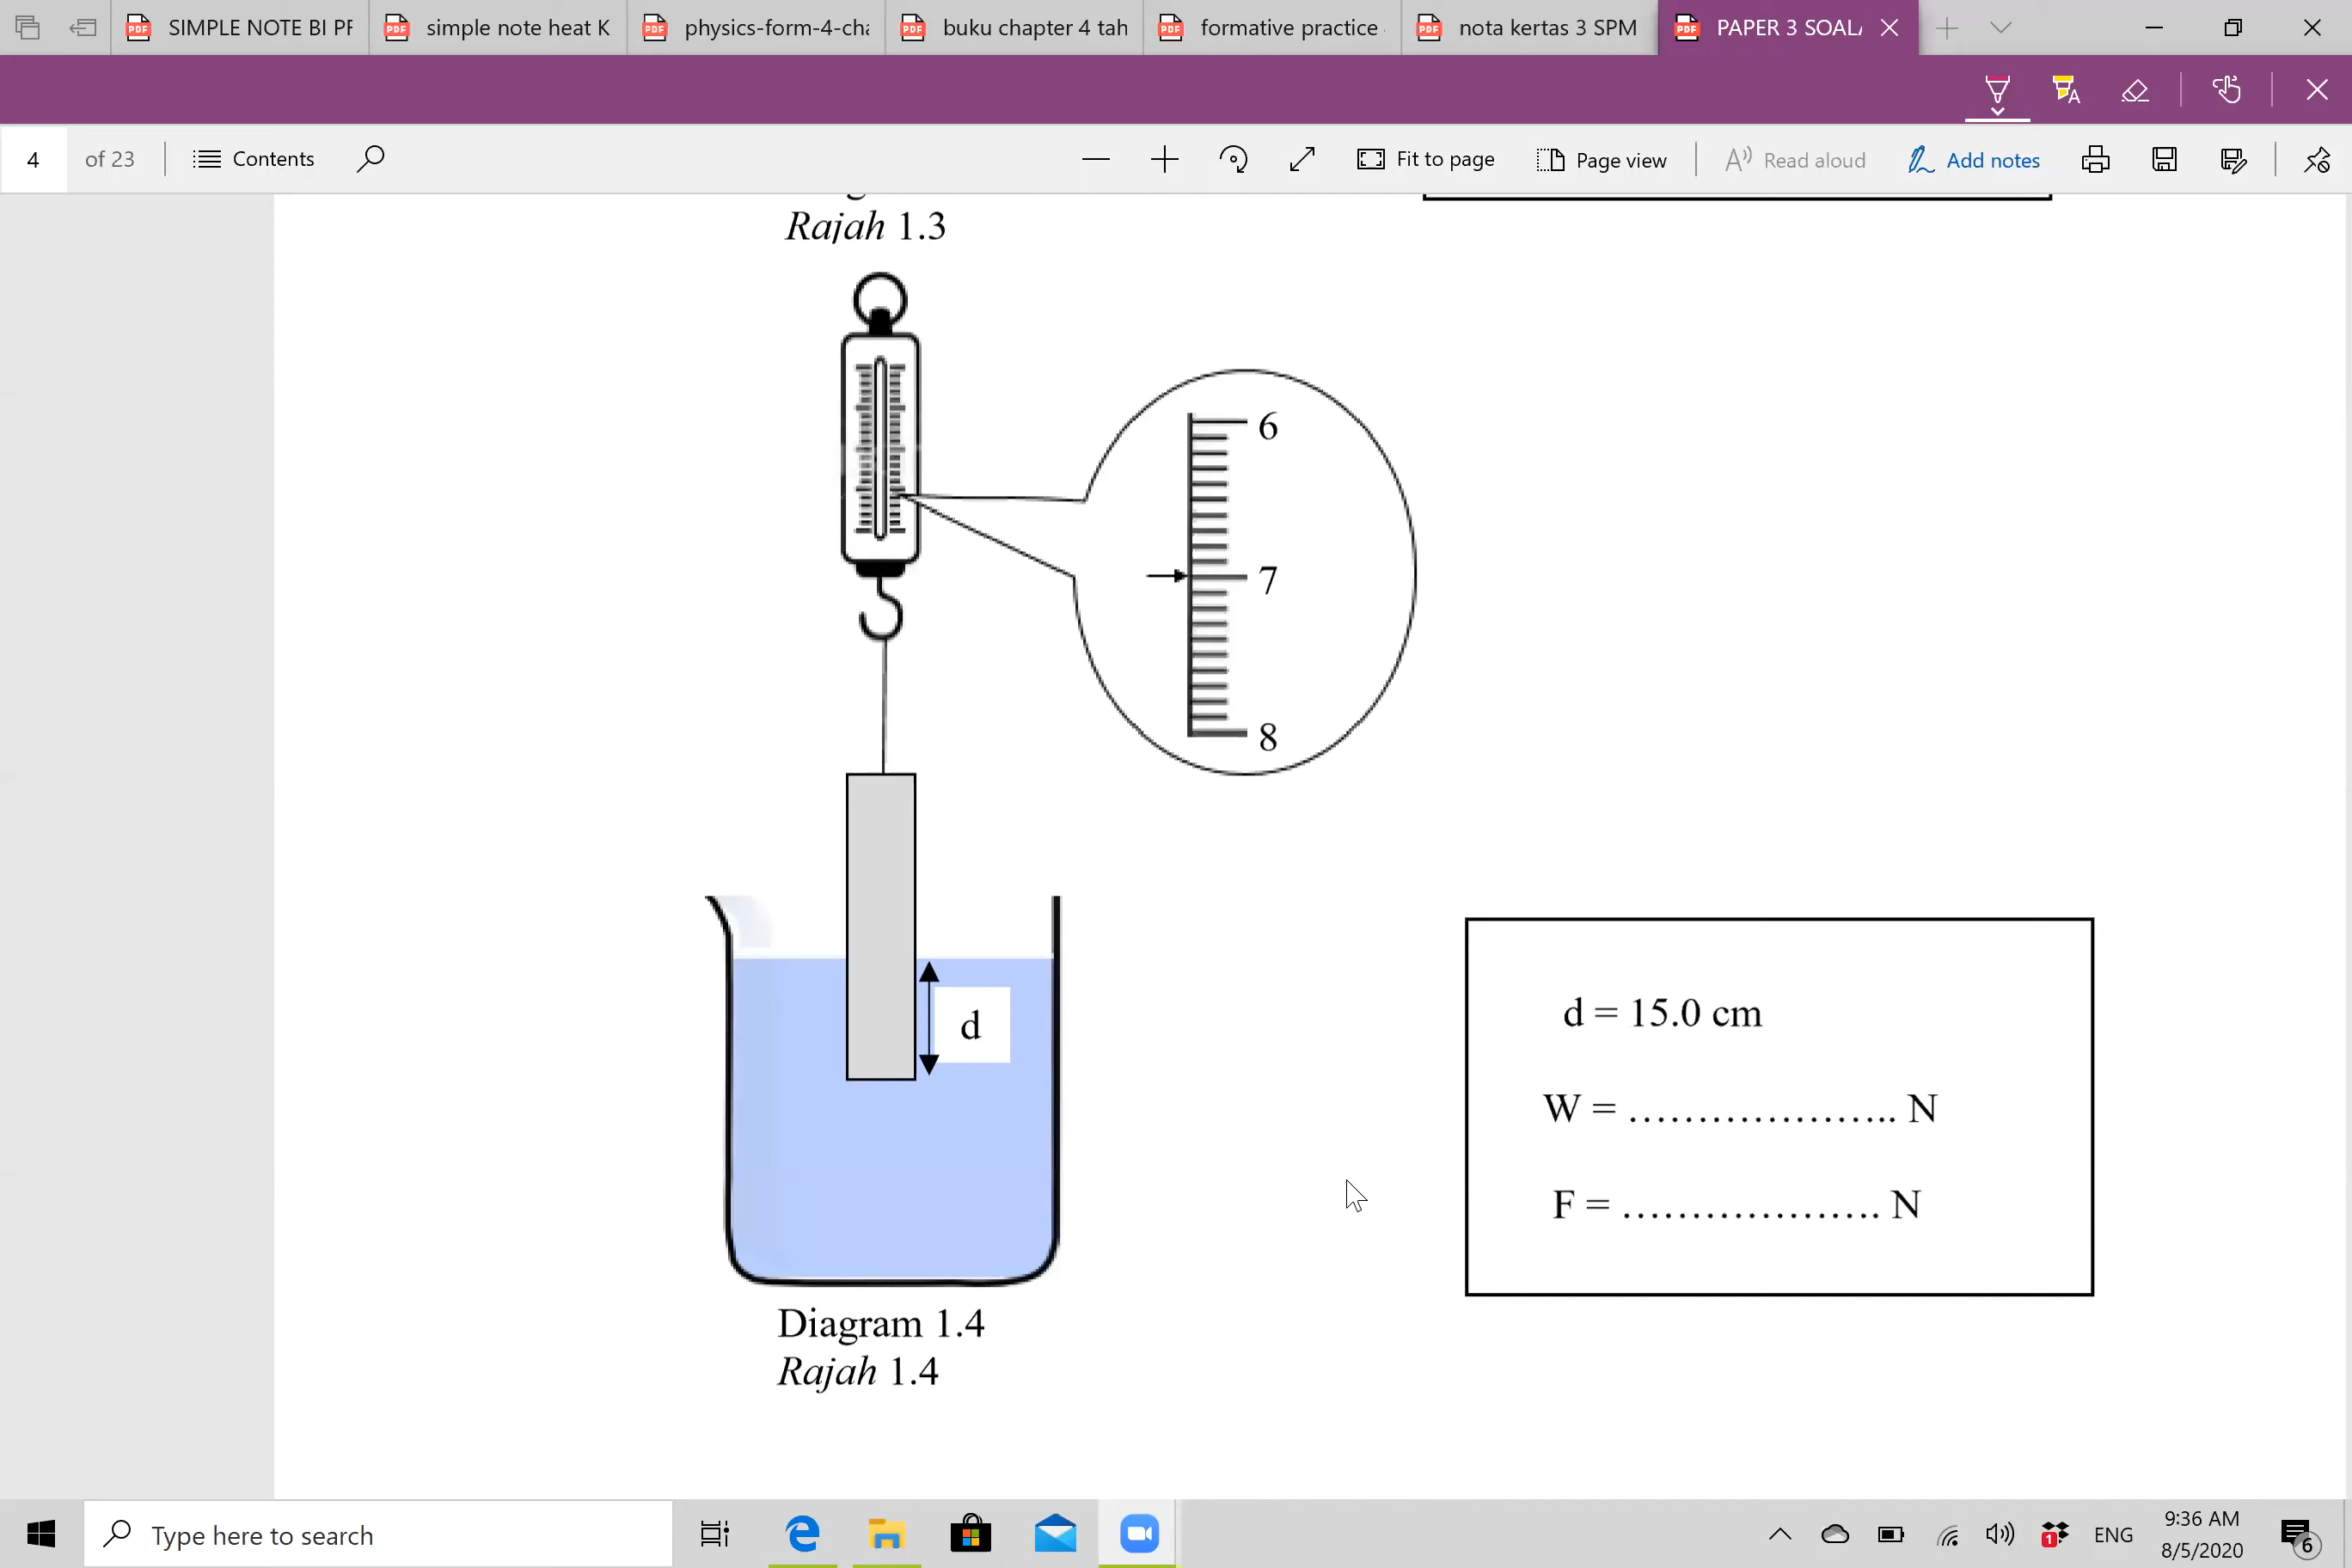 SIMPLE NOTE BI PF
simple note heat K
physics-form-4-cha
buku chapter 4 tah
formative practice
nota kertas 3 SPM
PAPER 3 SOAL
4 of 23
Contents
Fit to page
Page view
Read aloud
Add notes
Rajah 1.3
6
7
8
d
d = 15.0 cm
W = ...................... N
F = ...................... N
Diagram 1.4
Rajah 1.4
Type here to search
ENG
9:36 AM
8/5/2020
6
1